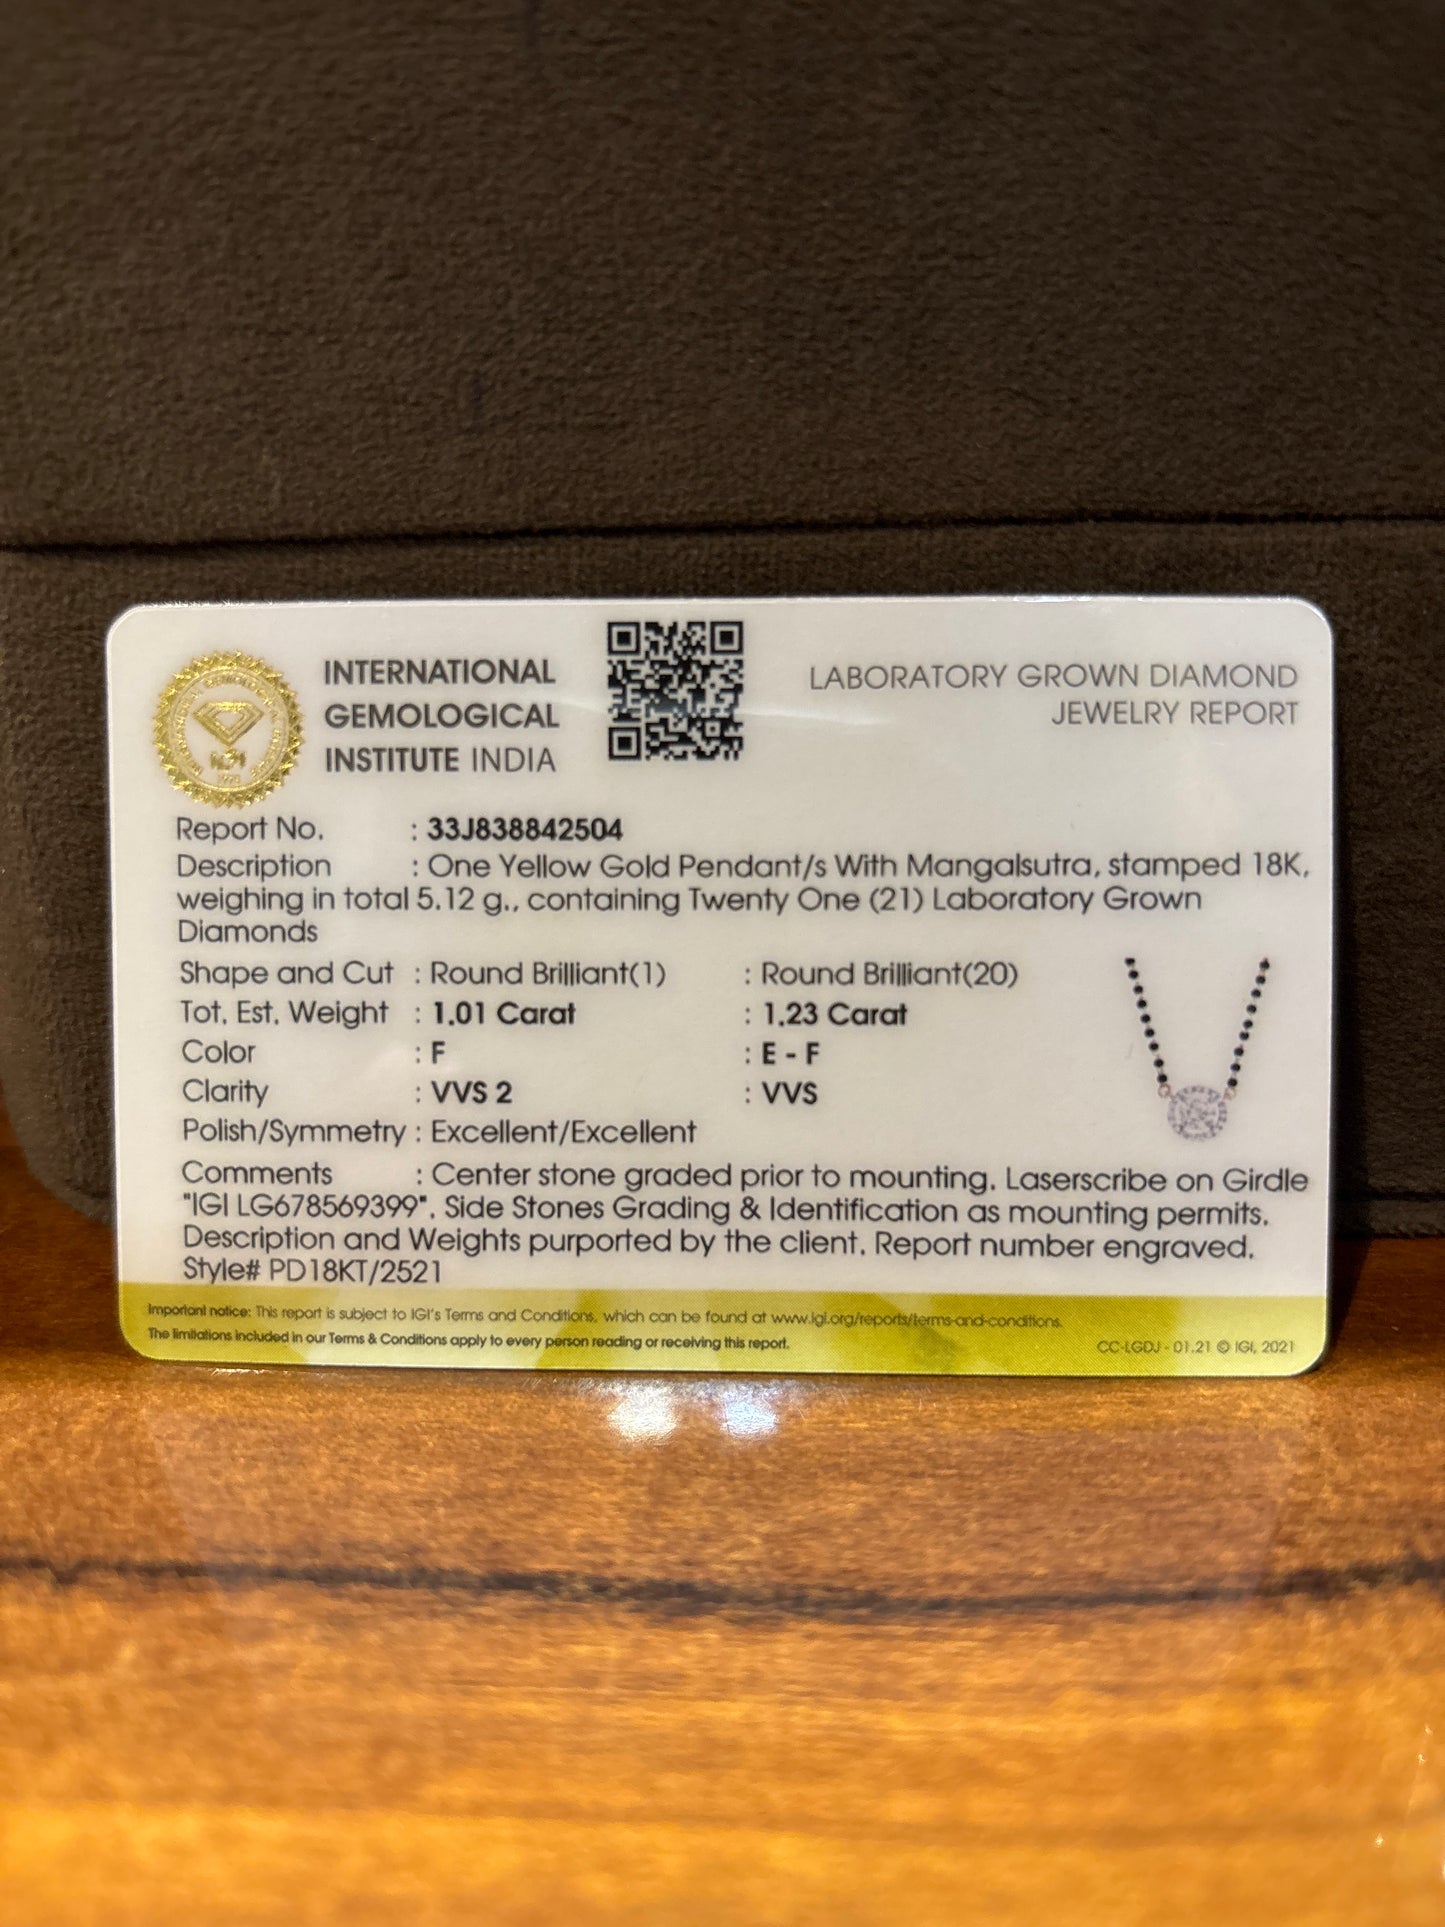 INTERNATIONAL
GEMOLOGICAL
INSTITUTE INDIA
LABORATORY GROWN DIAMOND
JEWELRY REPORT
Report No. : 33J838842504
Description : One Yellow Gold Pendant/s With Mangalsutra, stamped 18K,
weighing in total 5.12 g., containing Twenty One (21) Laboratory Grown
Diamonds
Shape and Cut : Round Brilliant(1) : Round Brilliant(20)
Tot. Est. Weight : 1.01 Carat : 1.23 Carat
Color : F : E - F
Clarity : VVS 2 : VVS
Polish/Symmetry : Excellent/Excellent
Comments : Center stone graded prior to mounting. Laserscribe on Girdle
"IGI LG678569399". Side Stones Grading & Identification as mounting permits.
Description and Weights purported by the client. Report number engraved.
Style# PD18KT/2521
Important notice: This report is subject to IGI's Terms and Conditions, which can be found at www.igi.org/reports/terms-and-conditions.
The limitations included in our Terms & Conditions apply to every person reading or receiving this report.
CC-LGDJ - 01.21 © IGI, 2021